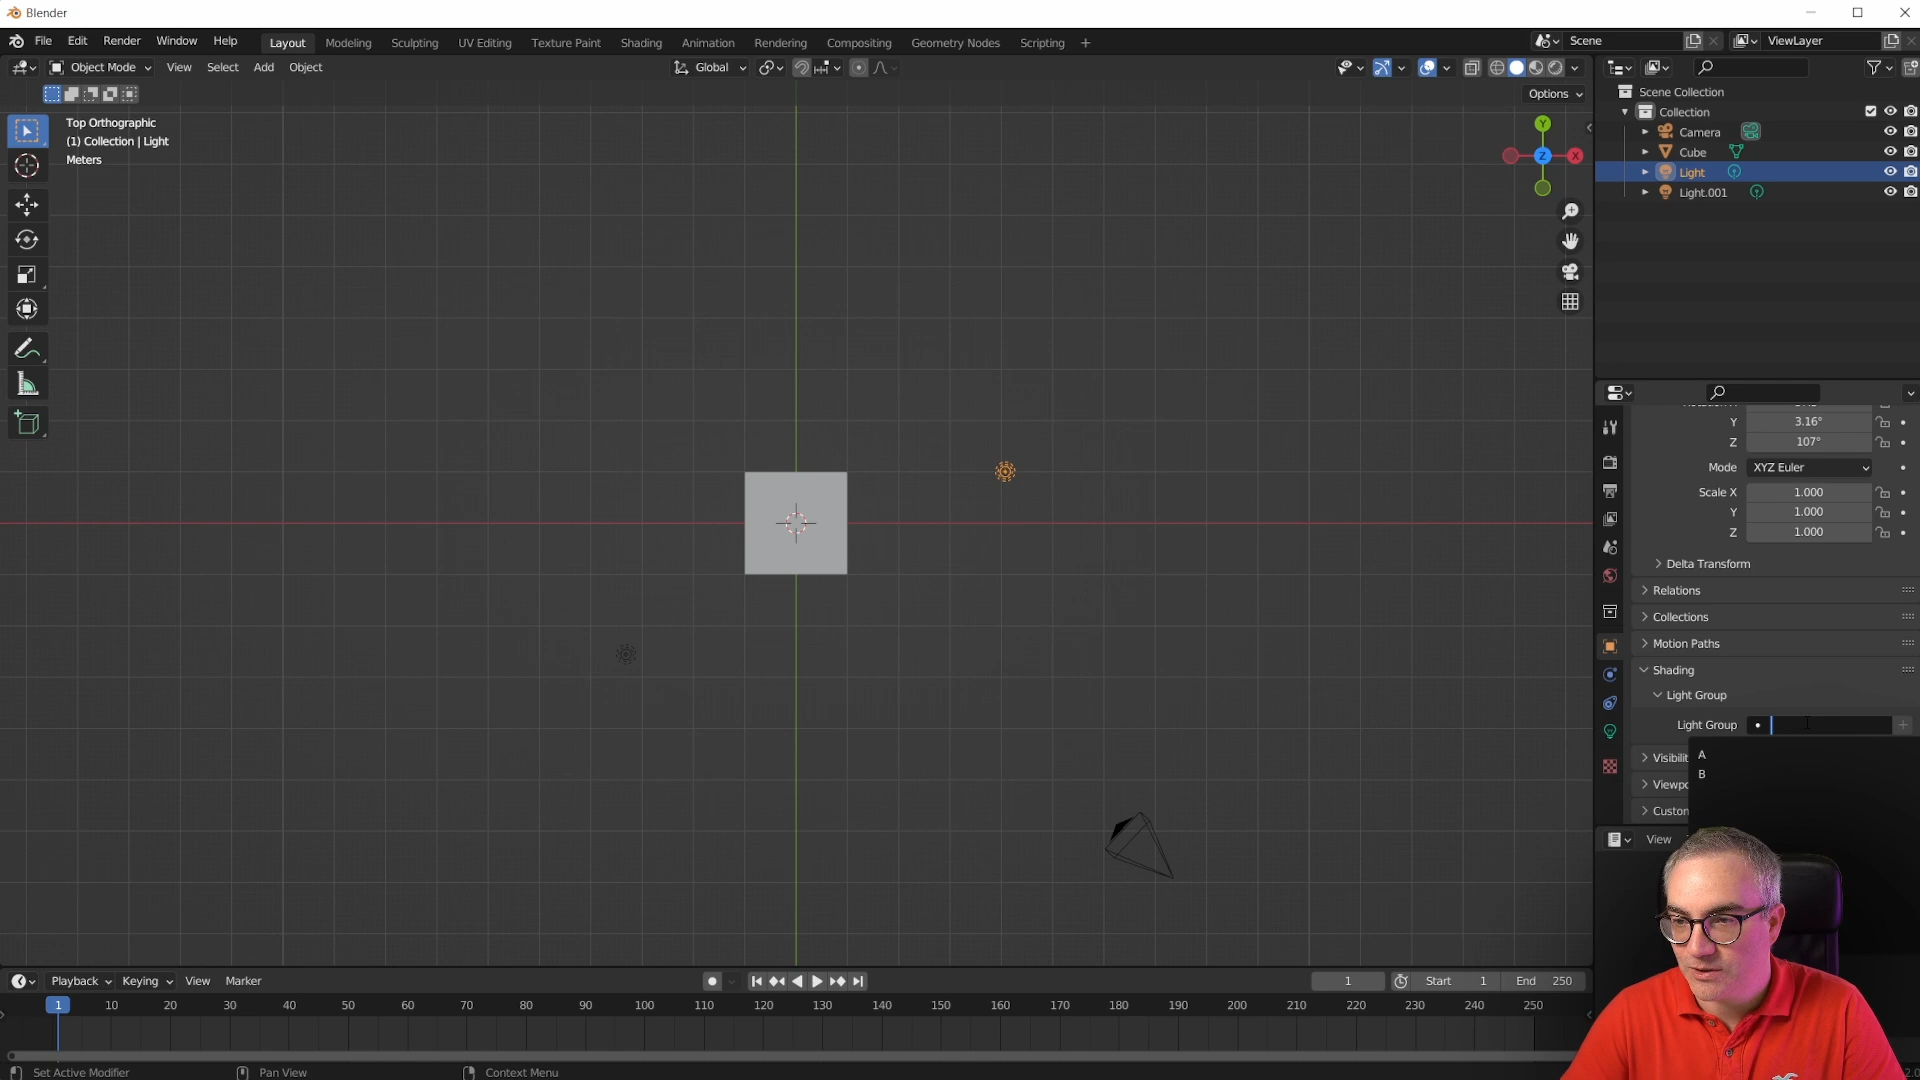 Blender
File Edit Render Window Help Layout Modeling Sculpting UV Editing Texture Paint Shading Animation Rendering Compositing Geometry Nodes Scripting + Scene ViewLayer
Object Mode View Select Add Object Global
Options
Top Orthographic
(1) Collection | Light
Meters
Y
Z X
Scene Collection
Collection
Camera
Cube
Light
Light.001
Y 3.16°
Z 107°
Mode XYZ Euler
Scale X 1.000
Y 1.000
Z 1.000
Delta Transform
Relations
Collections
Motion Paths
Shading
Light Group
Light Group
A
B
Visibilit
Viewpo
Custon
View
Playback Keying View Marker 1 Start 1 End 250
1 10 20 30 40 50 60 70 80 90 100 110 120 130 140 150 160 170 180 190 200 210 220 230 240 250
Set Active Modifier Pan View Context Menu